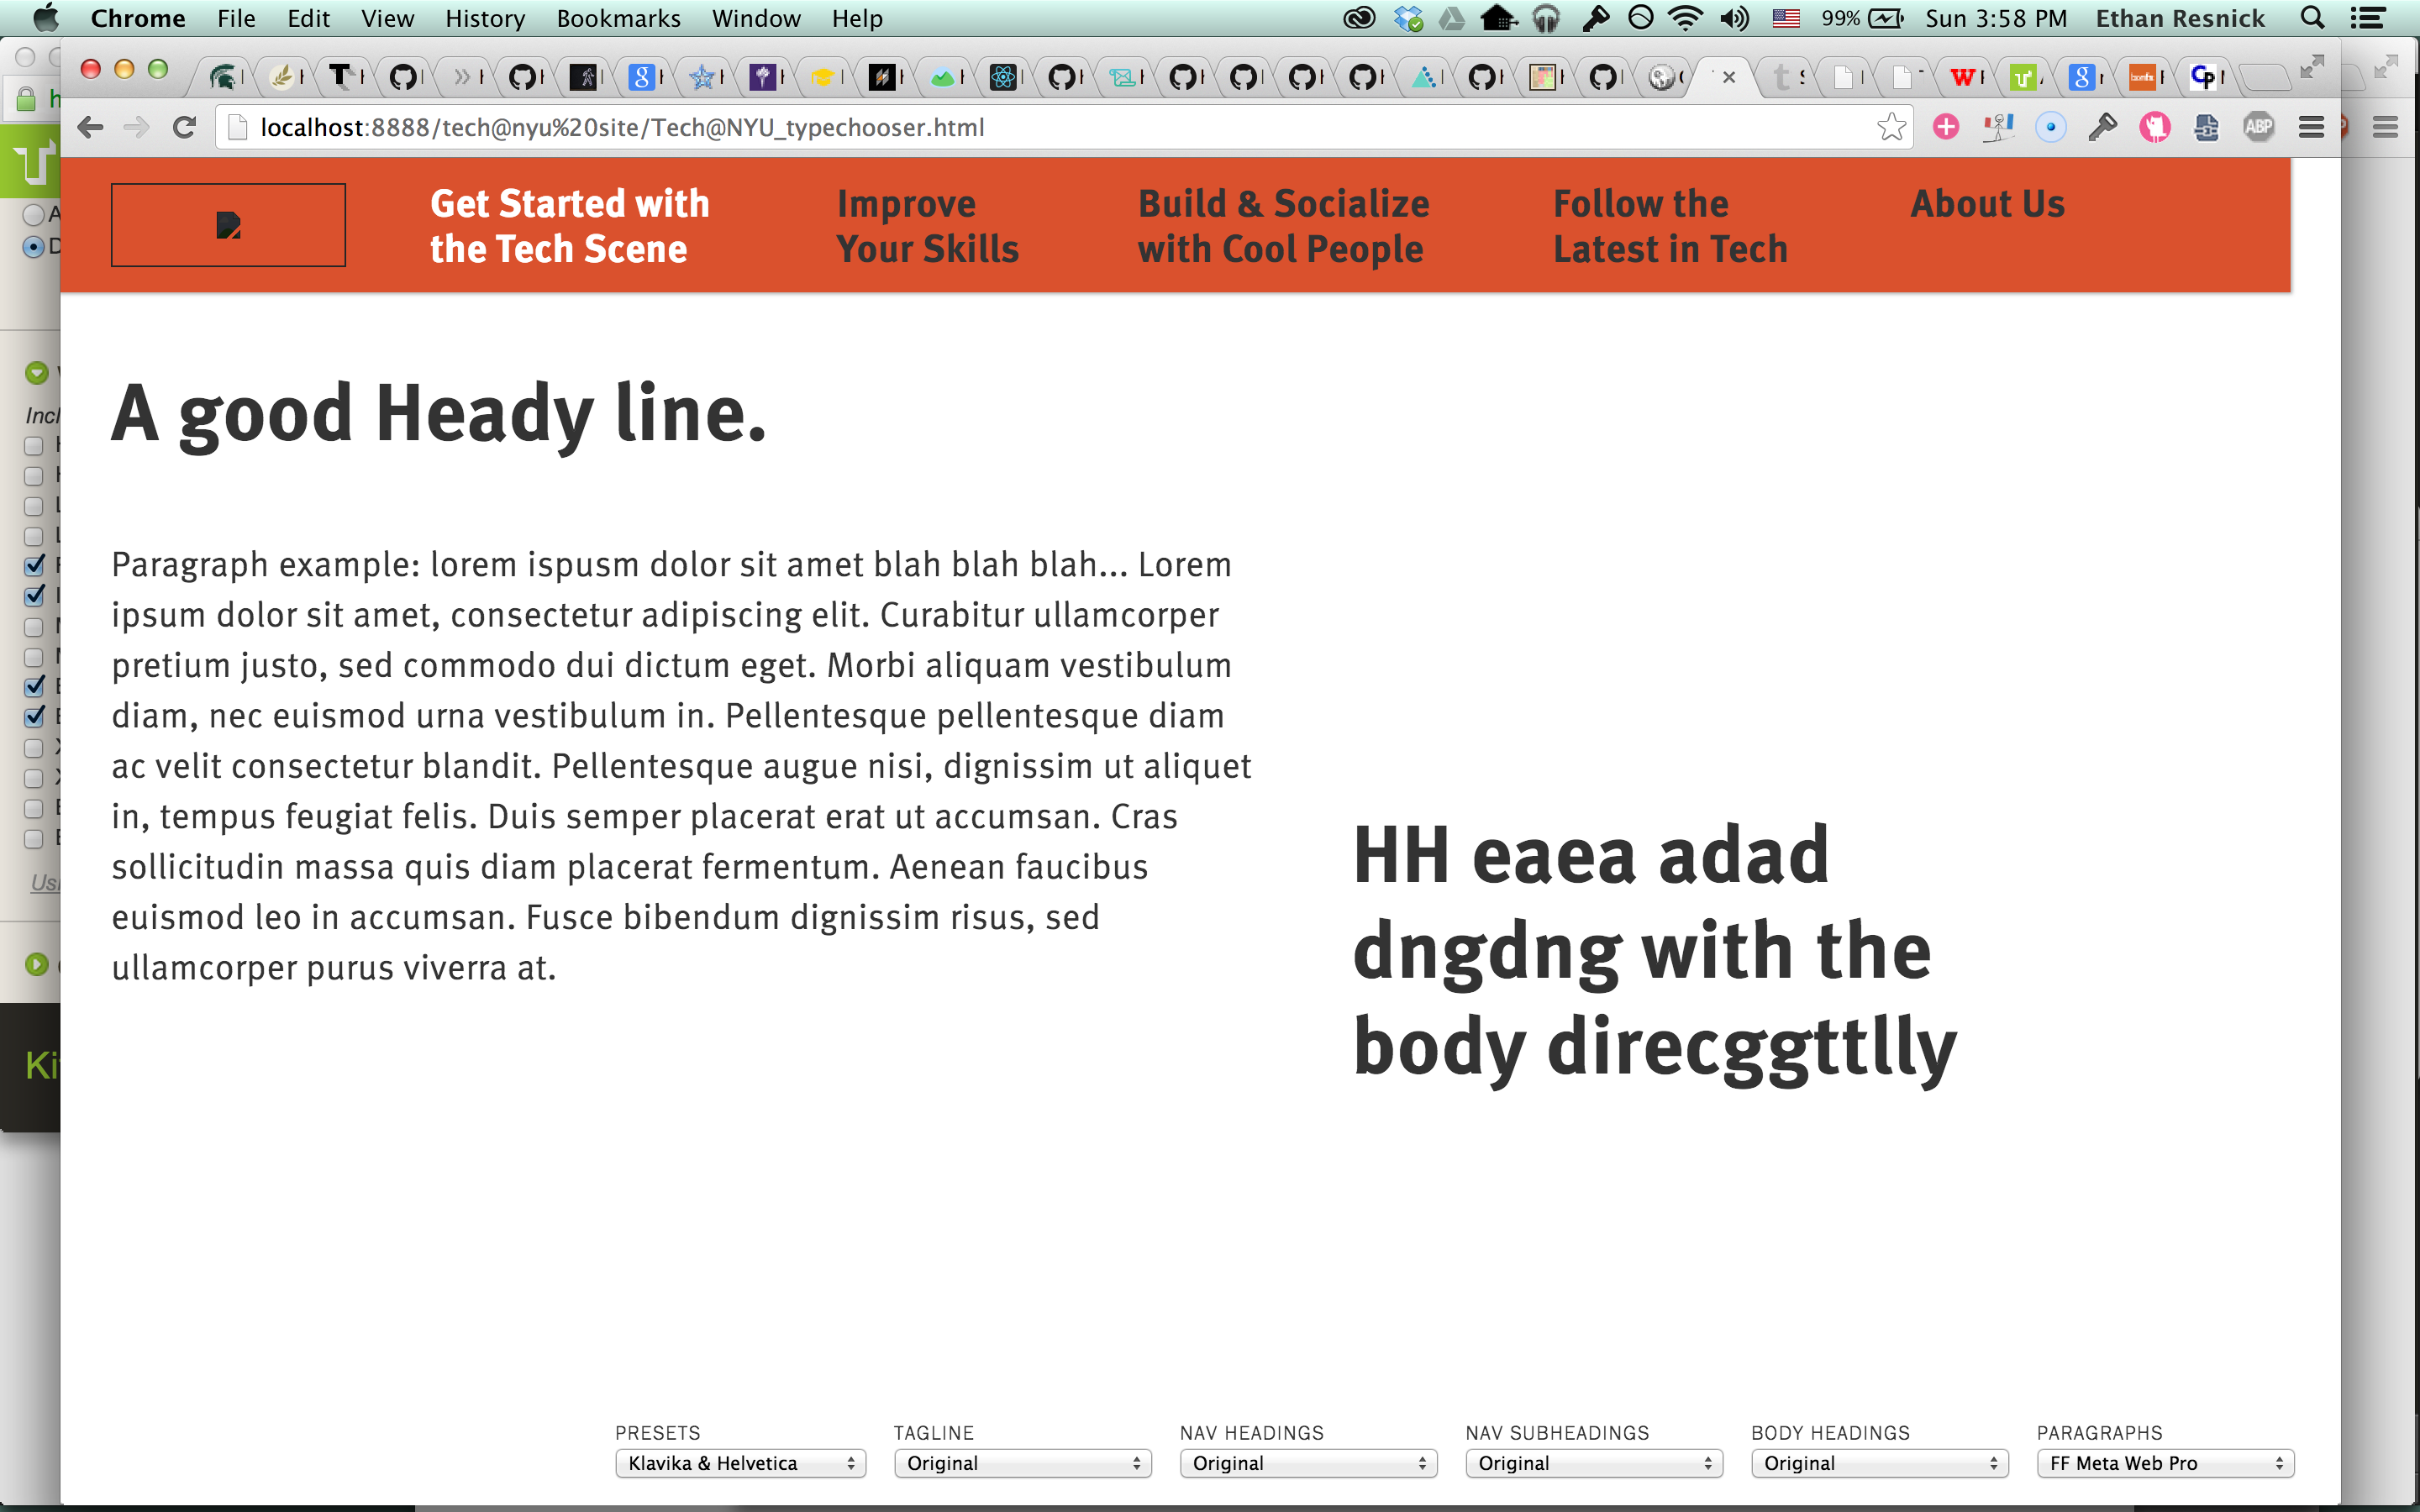 Chrome File Edit View History Bookmarks Window Help 99% Sun 3:58 PM Ethan Resnick
localhost:8888/tech@nyu%20site/Tech@NYU_typechooser.html
ABP
Get Started with
the Tech Scene
Improve
Your Skills
Build & Socialize
with Cool People
Follow the
Latest in Tech
About Us
A good Heady line.
Paragraph example: lorem ispusm dolor sit amet blah blah blah... Lorem
ipsum dolor sit amet, consectetur adipiscing elit. Curabitur ullamcorper
pretium justo, sed commodo dui dictum eget. Morbi aliquam vestibulum
diam, nec euismod urna vestibulum in. Pellentesque pellentesque diam
ac velit consectetur blandit. Pellentesque augue nisi, dignissim ut aliquet
in, tempus feugiat felis. Duis semper placerat erat ut accumsan. Cras
sollicitudin massa quis diam placerat fermentum. Aenean faucibus
euismod leo in accumsan. Fusce bibendum dignissim risus, sed
ullamcorper purus viverra at.
HH eaea adad
dngdng with the
body direcggttlly
PRESETS TAGLINE NAV HEADINGS NAV SUBHEADINGS BODY HEADINGS PARAGRAPHS
Klavika & Helvetica Original Original Original Original FF Meta Web Pro